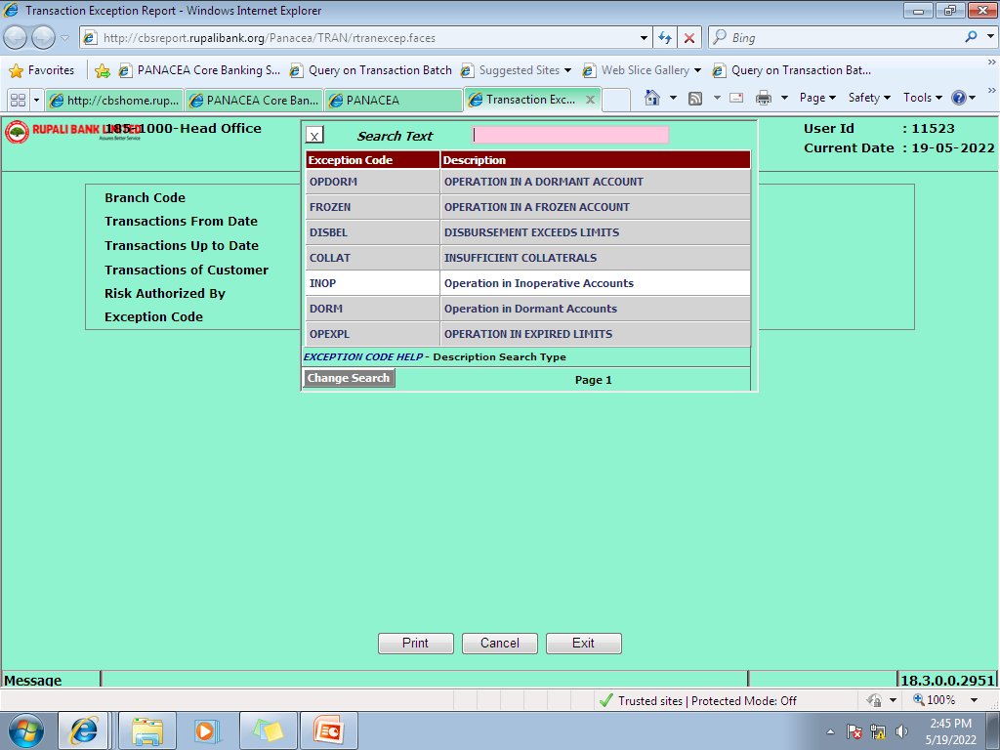 Transaction Exception Report - Windows Internet Explorer
http://cbsreport.rupalibank.org/Panacea/TRAN/rtranexcep.faces
Bing
Favorites PANACEA Core Banking S... Query on Transaction Batch Suggested Sites Web Slice Gallery Query on Transaction Bat... »
http://cbshome.rup... PANACEA Core Ban... PANACEA Transaction Exc... X Page Safety Tools »
RUPALI BANK LIMITED
Assures Better Service
185-1000-Head Office
User Id : 11523
Current Date : 19-05-2022
X Search Text
Exception Code Description
OPDORM OPERATION IN A DORMANT ACCOUNT
FROZEN OPERATION IN A FROZEN ACCOUNT
DISBEL DISBURSEMENT EXCEEDS LIMITS
COLLAT INSUFFICIENT COLLATERALS
INOP Operation in Inoperative Accounts
DORM Operation in Dormant Accounts
OPEXPL OPERATION IN EXPIRED LIMITS
EXCEPTION CODE HELP - Description Search Type
Change Search Page 1
Branch Code
Transactions From Date
Transactions Up to Date
Transactions of Customer
Risk Authorized By
Exception Code
Print Cancel Exit
Message 18.3.0.0.2951
Trusted sites | Protected Mode: Off 100%
2:45 PM
5/19/2022